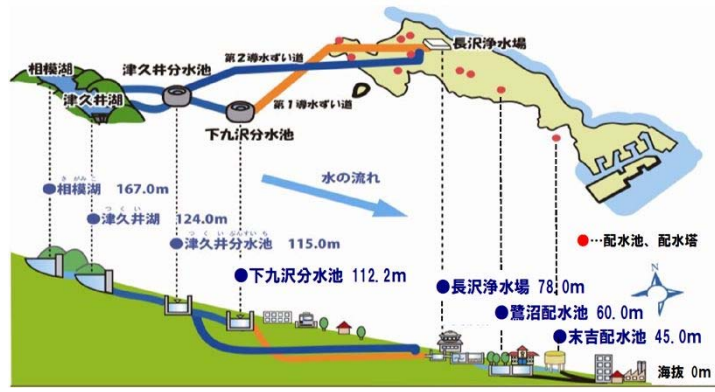 相模湖
津久井湖
津久井分水池
下九沢分水池
第2導水ずい道
第1導水ずい道
長沢浄水場
水の流れ
さがみこ
●相模湖 167.0m
つくいこ
●津久井湖 124.0m
つくいぶんすいち
●津久井分水池 115.0m
●下九沢分水池 112.2m
●…配水池、配水塔
N
●長沢浄水場 78.0m
●鷺沼配水池 60.0m
●末吉配水池 45.0m
海抜 0m